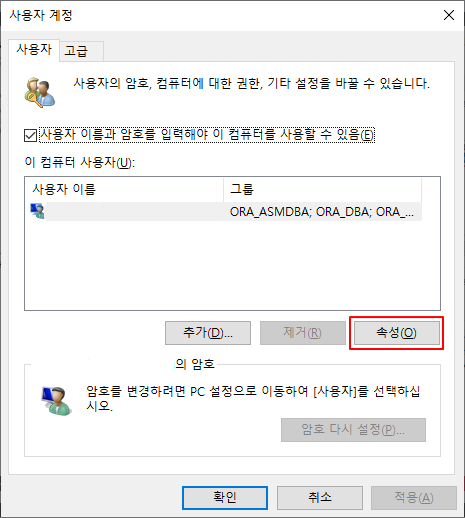 사용자 계정
사용자
고급
사용자의 암호, 컴퓨터에 대한 권한, 기타 설정을 바꿀 수 있습니다.
사용자 이름과 암호를 입력해야 이 컴퓨터를 사용할 수 있음(E)
이 컴퓨터 사용자(U):
사용자 이름 그룹
ORA_ASMDBA; ORA_DBA; ORA_...
추가(D)... 제거(R) 속성(O)
의 암호
암호를 변경하려면 PC 설정으로 이동하여 [사용자]를 선택하십
시오.
암호 다시 설정(P)...
확인 취소 적용(A)